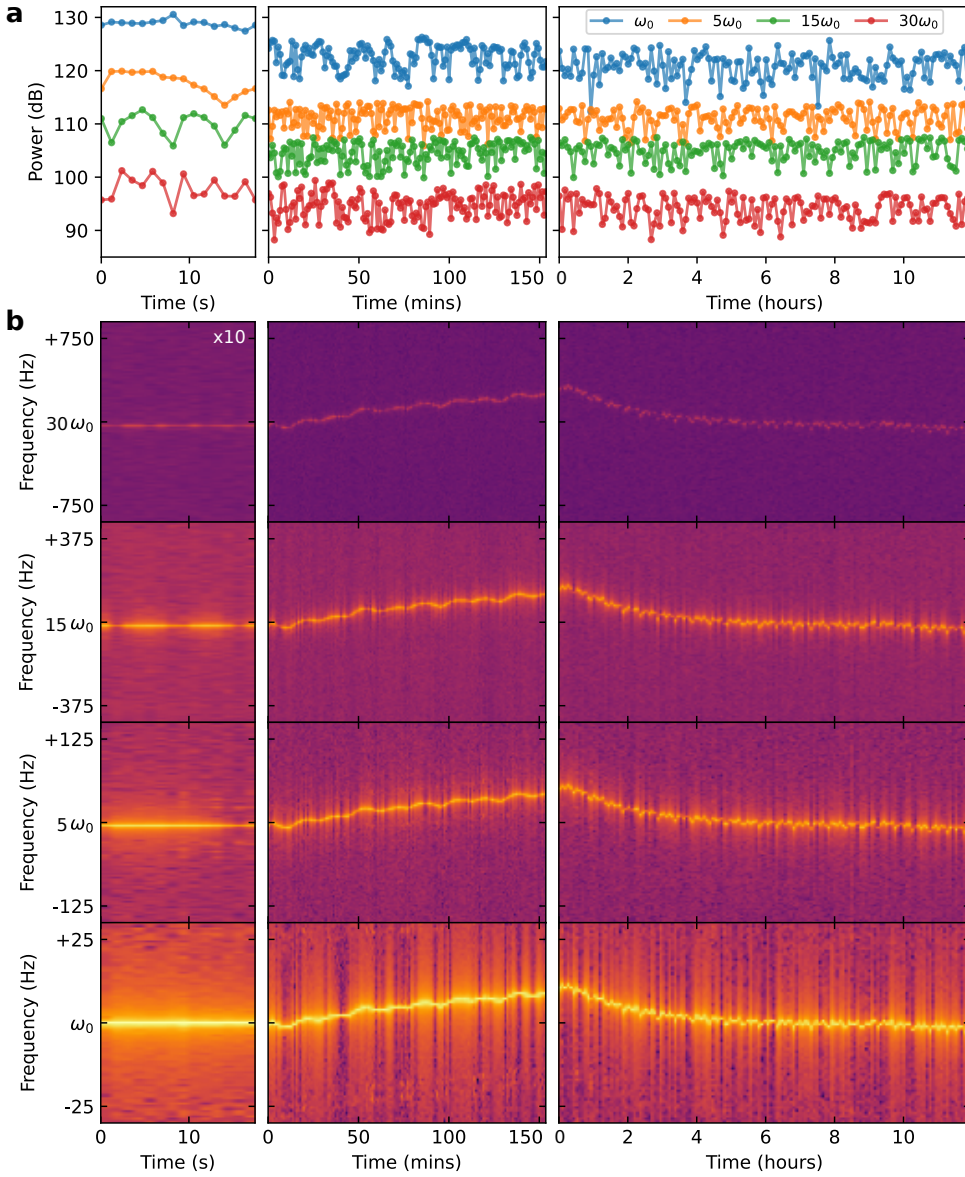 a
ω₀ 5ω₀ 15ω₀ 30ω₀
Power (dB)
130
120
110
100
90
0 10
0 50 100 150
0 2 4 6 8 10
Time (s)
Time (mins)
Time (hours)
b
x10
Frequency (Hz)
+750
30ω₀
-750
Frequency (Hz)
+375
15ω₀
-375
Frequency (Hz)
+125
5ω₀
-125
Frequency (Hz)
+25
ω₀
-25
0 10
0 50 100 150
0 2 4 6 8 10
Time (s)
Time (mins)
Time (hours)